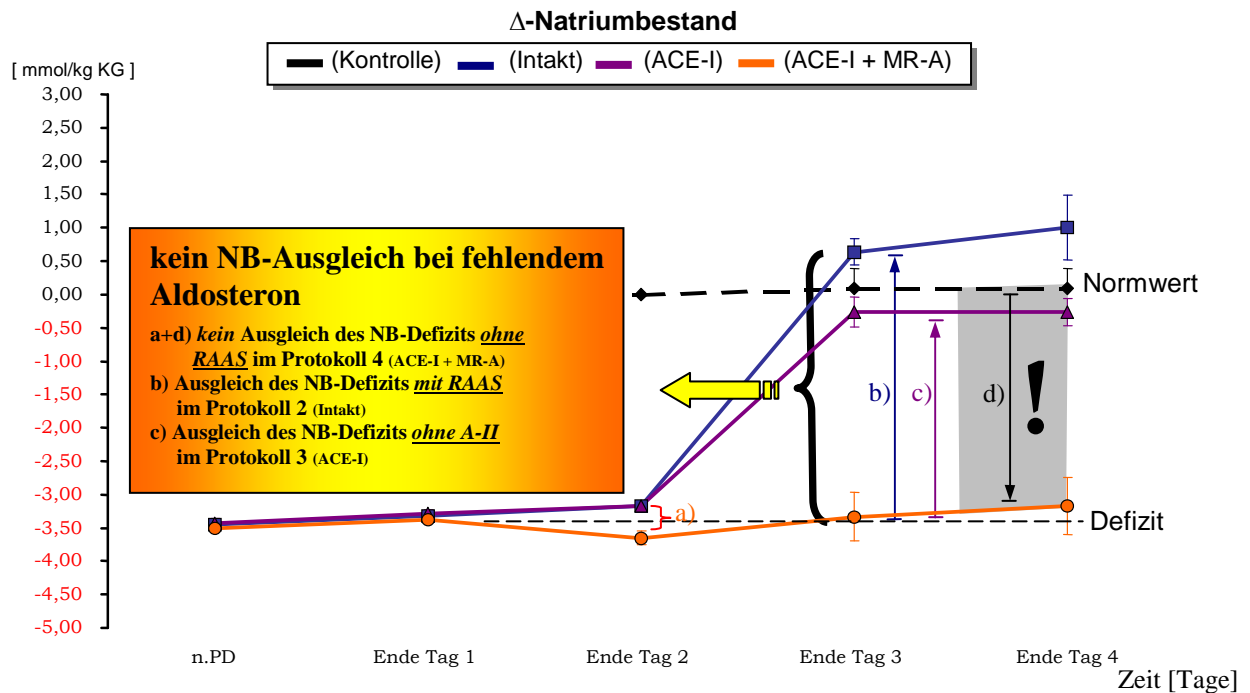 Δ-Natriumbestand
[ mmol/kg KG ]
(Kontrolle) (Intakt) (ACE-I) (ACE-I + MR-A)
3,00
2,50
2,00
1,50
1,00
0,50
0,00
-0,50
-1,00
-1,50
-2,00
-2,50
-3,00
-3,50
-4,00
-4,50
-5,00
kein NB-Ausgleich bei fehlendem
Aldosteron
a+d) kein Ausgleich des NB-Defizits ohne
RAAS im Protokoll 4 (ACE-I + MR-A)
b) Ausgleich des NB-Defizits mit RAAS
im Protokoll 2 (Intakt)
c) Ausgleich des NB-Defizits ohne A-II
im Protokoll 3 (ACE-I)
Normwert
a)
b)
c)
d)
!
Defizit
n.PD Ende Tag 1 Ende Tag 2 Ende Tag 3 Ende Tag 4
Zeit [Tage]